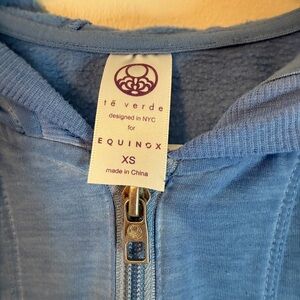 té verde
designed in NYC
for
EQUINOX
XS
made in China